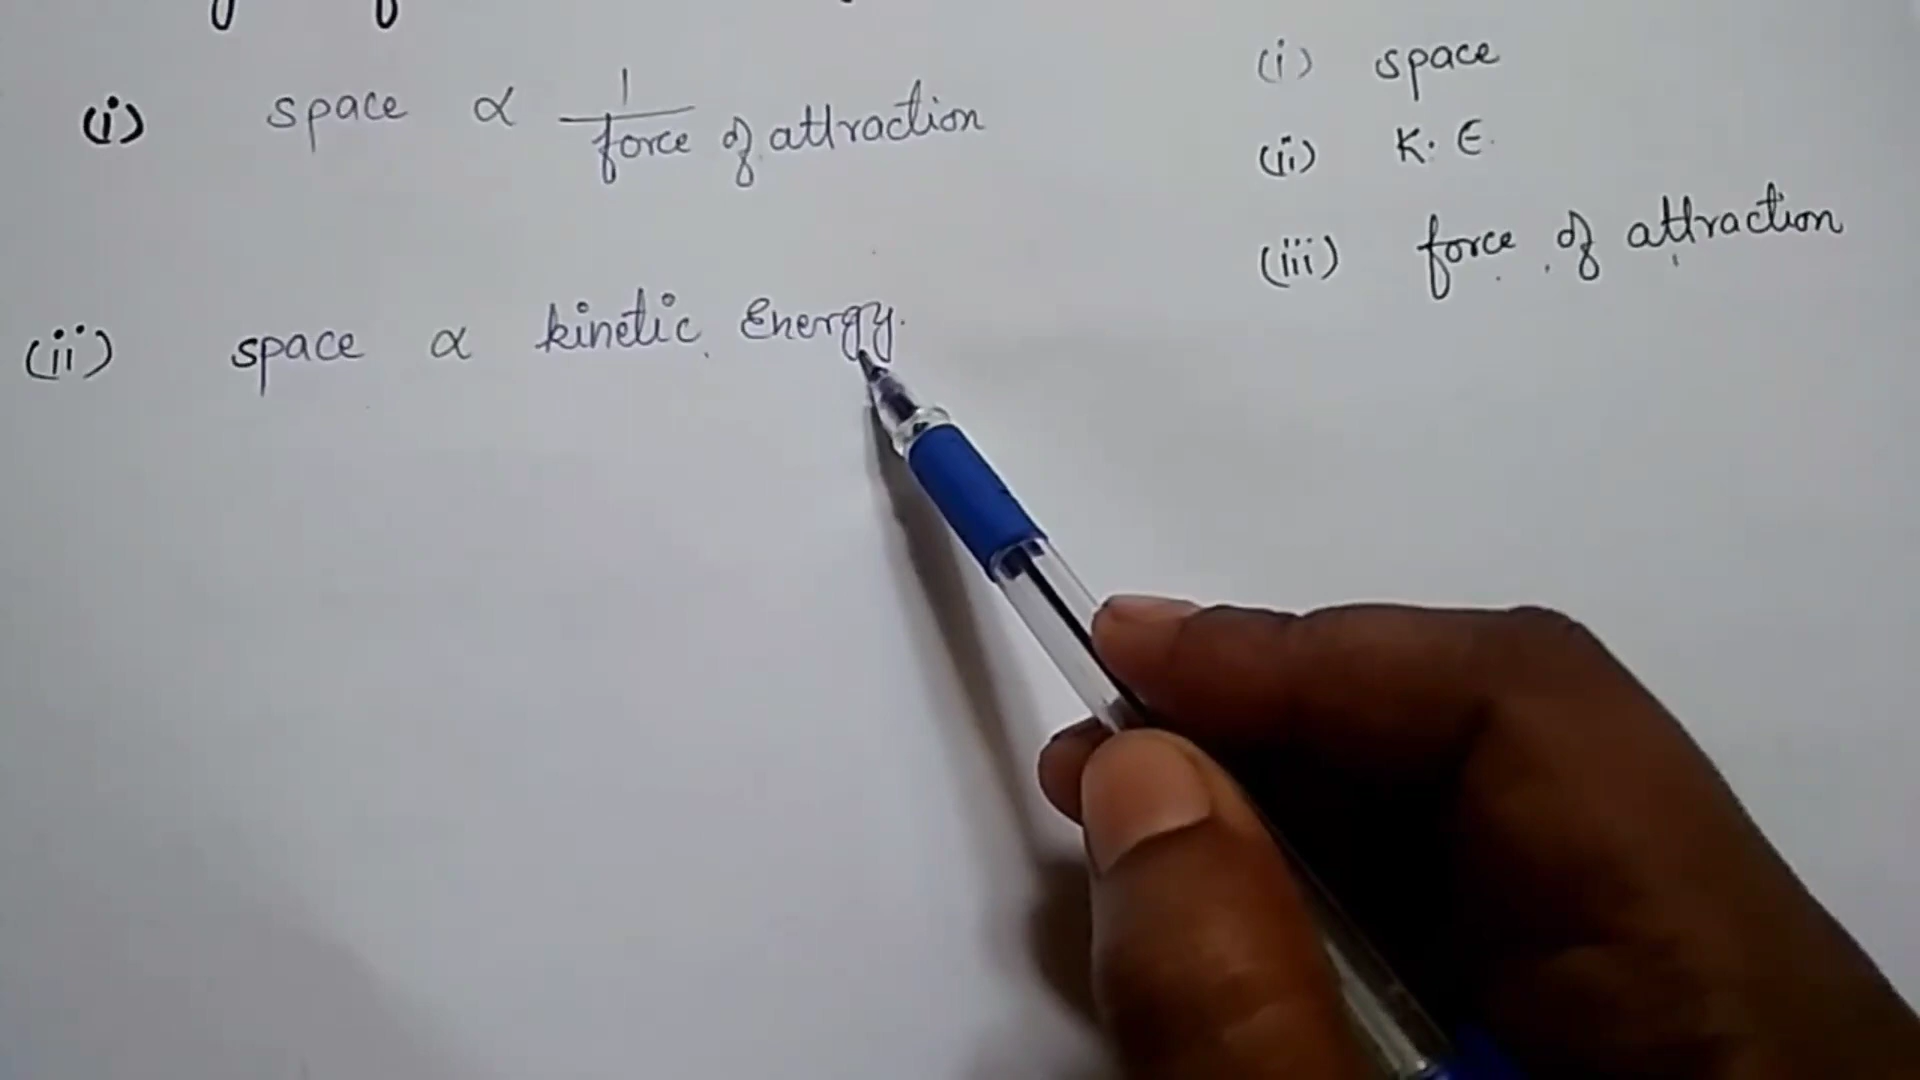 (i) space ∝ 1/force of attraction
(ii) space ∝ kinetic Energy.
(i) space
(ii) K. E.
(iii) force of attraction